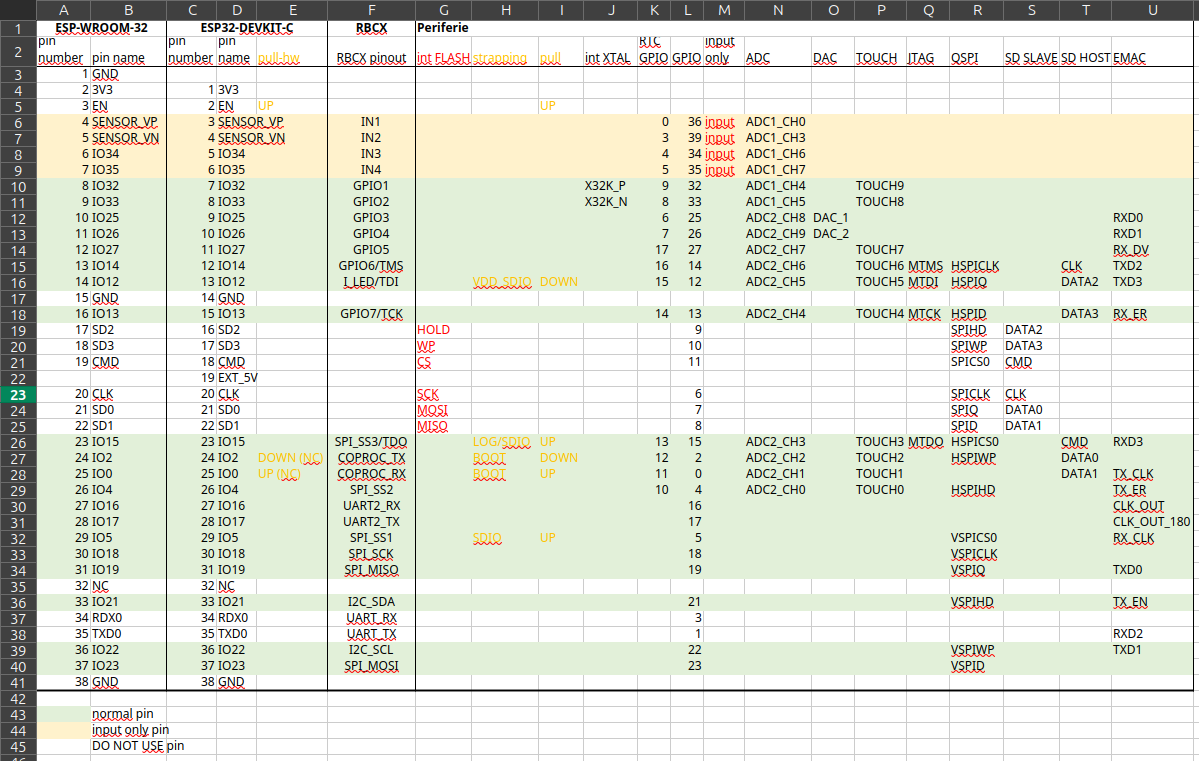 A B C D E F G H I J K L M N O P Q R S T U
1 ESP-WROOM-32 ESP32-DEVKIT-C RBCX Periferie
2 pin number pin name pin number pin name pull-hw RBCX pinout int FLASH strapping pull int XTAL RTC GPIO GPIO input only ADC DAC TOUCH JTAG QSPI SD SLAVE SD HOST EMAC
3 1 GND
4 2 3V3 1 3V3
5 3 EN 2 EN UP UP
6 4 SENSOR_VP 3 SENSOR_VP IN1 0 36 input ADC1_CH0
7 5 SENSOR_VN 4 SENSOR_VN IN2 3 39 input ADC1_CH3
8 6 IO34 5 IO34 IN3 4 34 input ADC1_CH6
9 7 IO35 6 IO35 IN4 5 35 input ADC1_CH7
10 8 IO32 7 IO32 GPIO1 X32K_P 9 32 ADC1_CH4 TOUCH9
11 9 IO33 8 IO33 GPIO2 X32K_N 8 33 ADC1_CH5 TOUCH8
12 10 IO25 9 IO25 GPIO3 6 25 ADC2_CH8 DAC_1 RXD0
13 11 IO26 10 IO26 GPIO4 7 26 ADC2_CH9 DAC_2 RXD1
14 12 IO27 11 IO27 GPIO5 17 27 ADC2_CH7 TOUCH7 RX_DV
15 13 IO14 12 IO14 GPIO6/TMS 16 14 ADC2_CH6 TOUCH6 MTMS HSPICLK CLK TXD2
16 14 IO12 13 IO12 I_LED/TDI VDD_SDIO DOWN 15 12 ADC2_CH5 TOUCH5 MTDI HSPIQ DATA2 TXD3
17 15 GND 14 GND
18 16 IO13 15 IO13 GPIO7/TCK 14 13 ADC2_CH4 TOUCH4 MTCK HSPID DATA3 RX_ER
19 17 SD2 16 SD2 HOLD 9 SPIHD DATA2
20 18 SD3 17 SD3 WP 10 SPIWP DATA3
21 19 CMD 18 CMD CS 11 SPICS0 CMD
22 19 EXT_5V
23 20 CLK 20 CLK SCK 6 SPICLK CLK
24 21 SD0 21 SD0 MOSI 7 SPIQ DATA0
25 22 SD1 22 SD1 MISO 8 SPID DATA1
26 23 IO15 23 IO15 SPI_SS3/TDO LOG/SDIO UP 13 15 ADC2_CH3 TOUCH3 MTDO HSPICS0 CMD RXD3
27 24 IO2 24 IO2 DOWN (NC) COPROC_TX BOOT DOWN 12 2 ADC2_CH2 TOUCH2 HSPIWP DATA0
28 25 IO0 25 IO0 UP (NC) COPROC_RX BOOT UP 11 0 ADC2_CH1 TOUCH1 DATA1 TX_CLK
29 26 IO4 26 IO4 SPI_SS2 10 4 ADC2_CH0 TOUCH0 HSPIHD TX_ER
30 27 IO16 27 IO16 UART2_RX 16 CLK_OUT
31 28 IO17 28 IO17 UART2_TX 17 CLK_OUT_180
32 29 IO5 29 IO5 SPI_SS1 SDIO UP 5 VSPICS0 RX_CLK
33 30 IO18 30 IO18 SPI_SCK 18 VSPICLK
34 31 IO19 31 IO19 SPI_MISO 19 VSPIQ TXD0
35 32 NC 32 NC
36 33 IO21 33 IO21 I2C_SDA 21 VSPIHD TX_EN
37 34 RDX0 34 RDX0 UART_RX 3
38 35 TXD0 35 TXD0 UART_TX 1 RXD2
39 36 IO22 36 IO22 I2C_SCL 22 VSPIWP TXD1
40 37 IO23 37 IO23 SPI_MOSI 23 VSPID
41 38 GND 38 GND
42
43 normal pin
44 input only pin
45 DO NOT USE pin